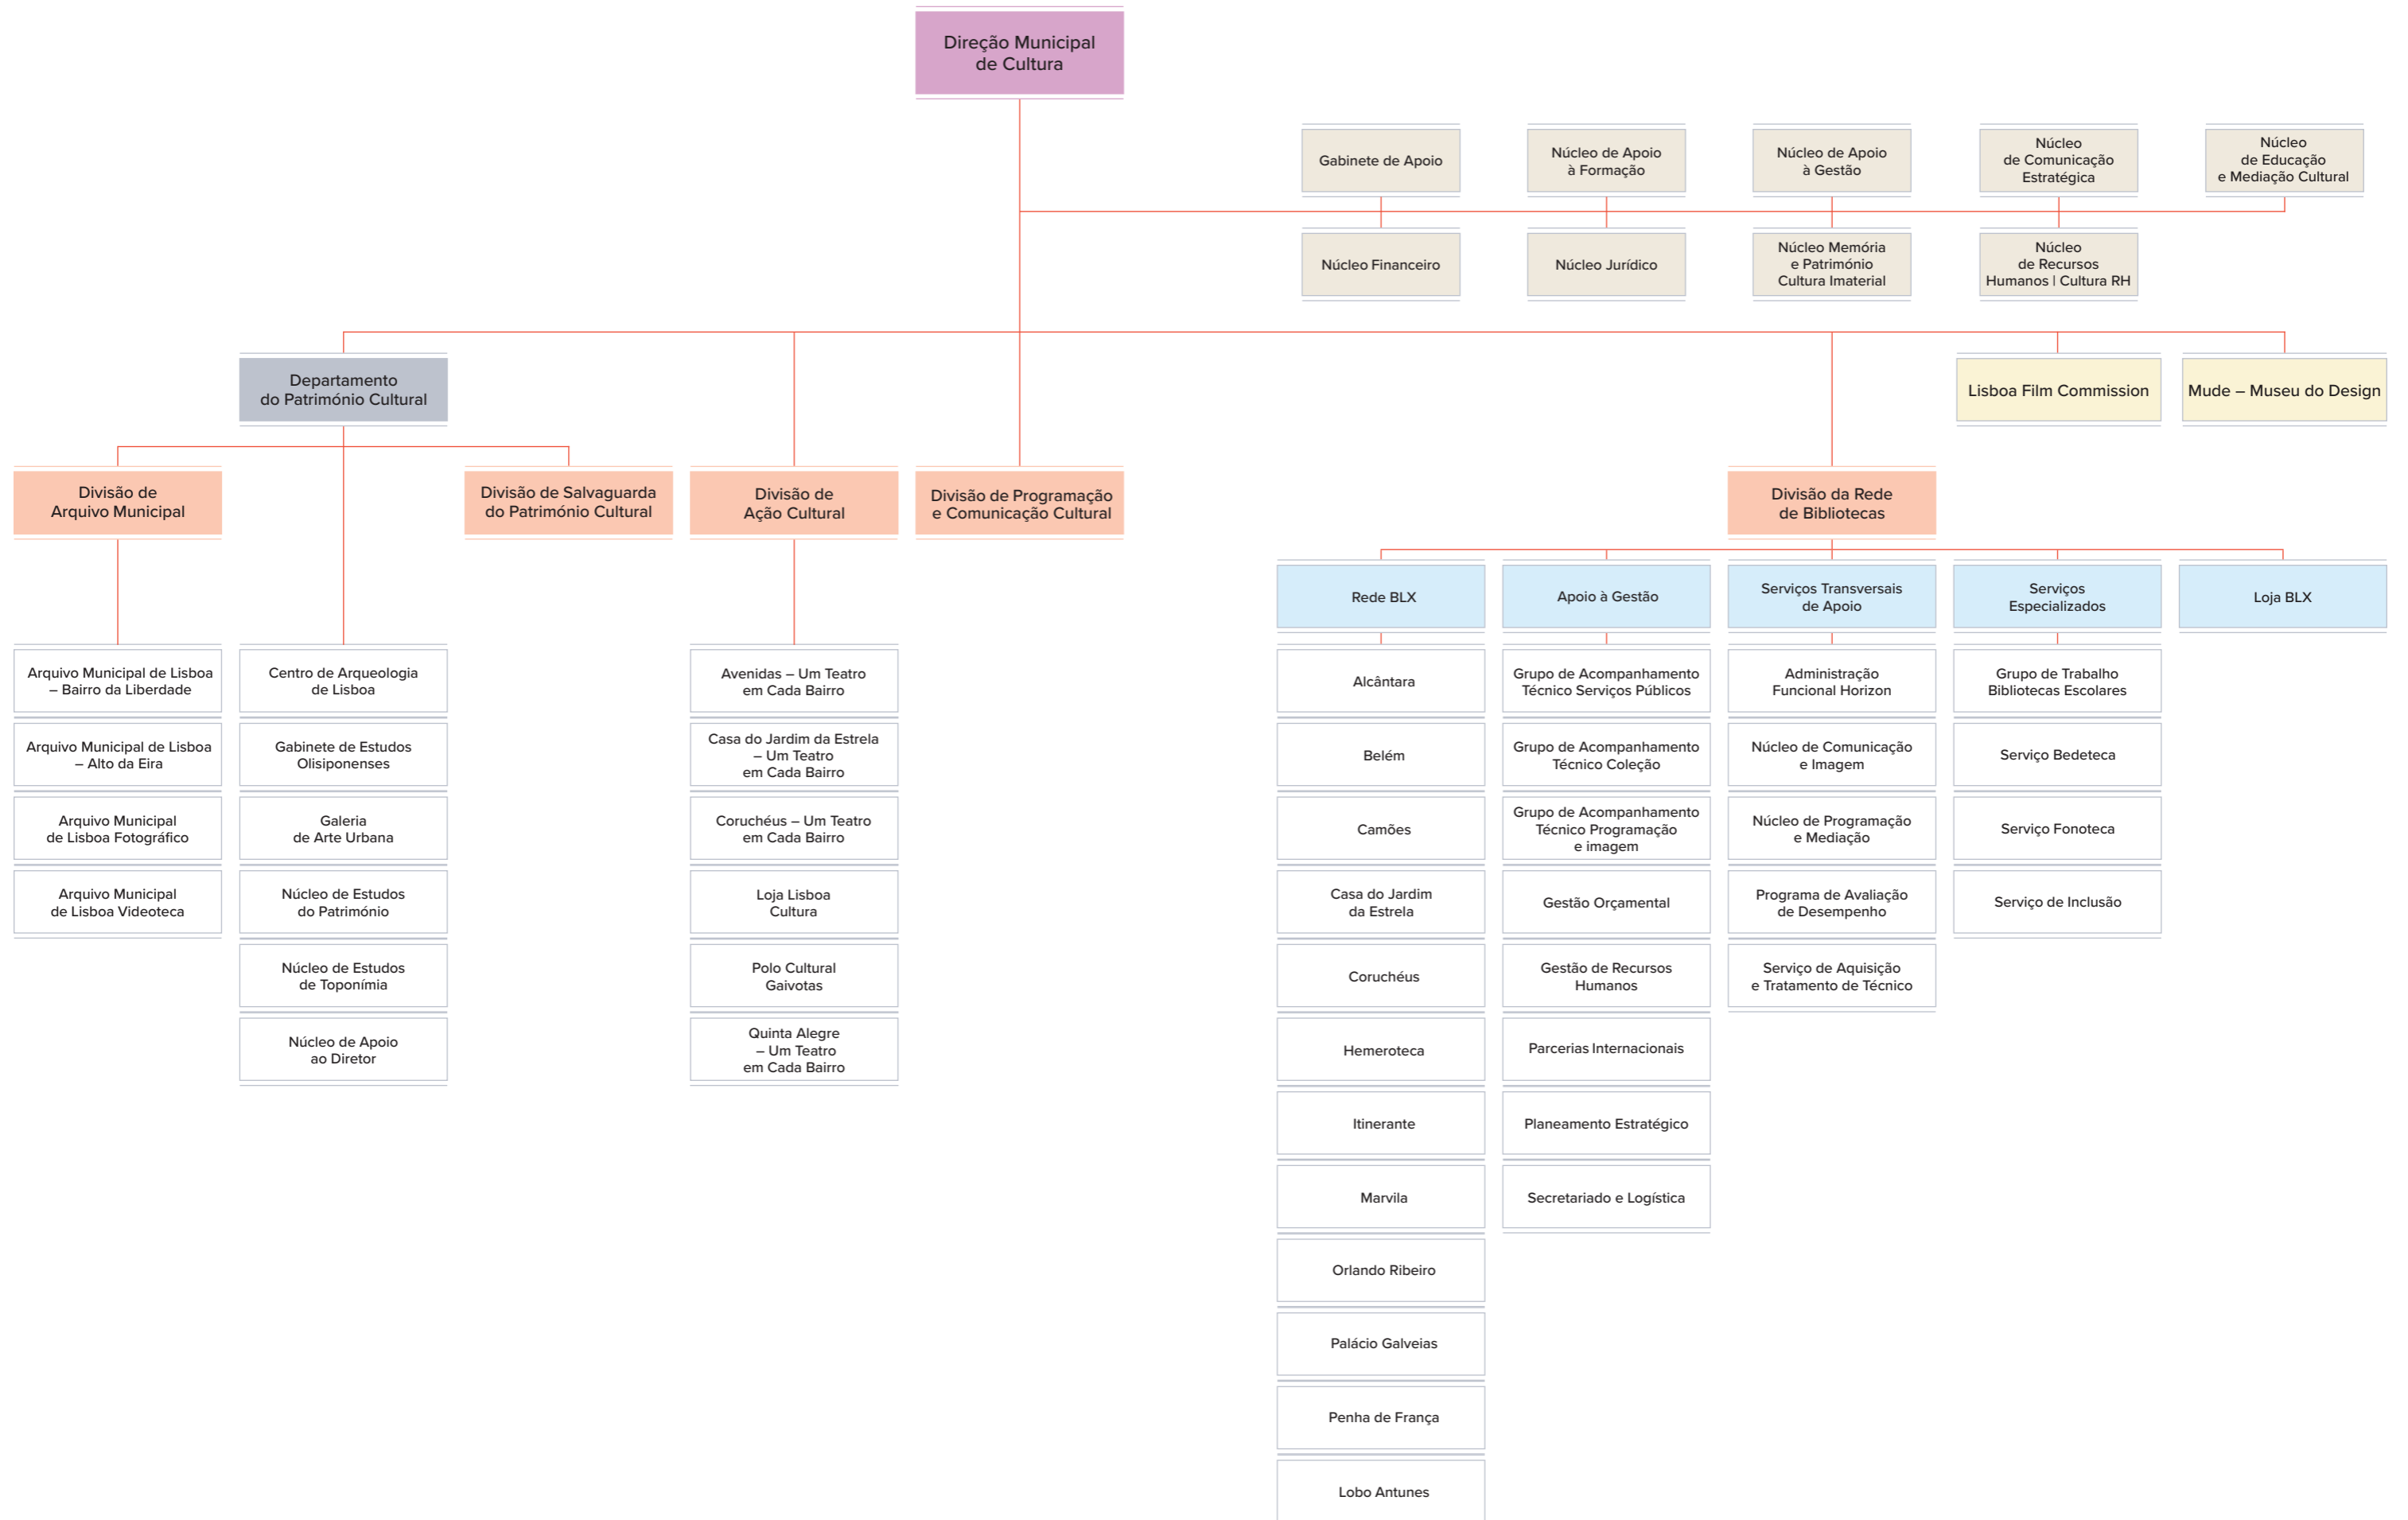 Direção Municipal
de Cultura
Gabinete de Apoio
Núcleo de Apoio
à Formação
Núcleo de Apoio
à Gestão
Núcleo
de Comunicação
Estratégica
Núcleo
de Educação
e Mediação Cultural
Núcleo Financeiro
Núcleo Jurídico
Núcleo Memória
e Património
Cultura Imaterial
Núcleo
de Recursos
Humanos | Cultura RH
Departamento
do Património Cultural
Lisboa Film Commission
Mude – Museu do Design
Divisão de
Arquivo Municipal
Divisão de Salvaguarda
do Património Cultural
Divisão de
Ação Cultural
Divisão de Programação
e Comunicação Cultural
Divisão da Rede
de Bibliotecas
Rede BLX
Apoio à Gestão
Serviços Transversais
de Apoio
Serviços
Especializados
Loja BLX
Arquivo Municipal de Lisboa
– Bairro da Liberdade
Arquivo Municipal de Lisboa
– Alto da Eira
Arquivo Municipal
de Lisboa Fotográfico
Arquivo Municipal
de Lisboa Videoteca
Centro de Arqueologia
de Lisboa
Gabinete de Estudos
Olisiponenses
Galeria
de Arte Urbana
Núcleo de Estudos
do Património
Núcleo de Estudos
de Toponímia
Núcleo de Apoio
ao Diretor
Avenidas – Um Teatro
em Cada Bairro
Casa do Jardim da Estrela
– Um Teatro
em Cada Bairro
Coruchéus – Um Teatro
em Cada Bairro
Loja Lisboa
Cultura
Polo Cultural
Gaivotas
Quinta Alegre
– Um Teatro
em Cada Bairro
Alcântara
Belém
Camões
Casa do Jardim
da Estrela
Coruchéus
Hemeroteca
Itinerante
Marvila
Orlando Ribeiro
Palácio Galveias
Penha de França
Lobo Antunes
Grupo de Acompanhamento
Técnico Serviços Públicos
Grupo de Acompanhamento
Técnico Coleção
Grupo de Acompanhamento
Técnico Programação
e imagem
Gestão Orçamental
Gestão de Recursos
Humanos
Parcerias Internacionais
Planeamento Estratégico
Secretariado e Logística
Administração
Funcional Horizon
Núcleo de Comunicação
e Imagem
Núcleo de Programação
e Mediação
Programa de Avaliação
de Desempenho
Serviço de Aquisição
e Tratamento de Técnico
Grupo de Trabalho
Bibliotecas Escolares
Serviço Bedeteca
Serviço Fonoteca
Serviço de Inclusão